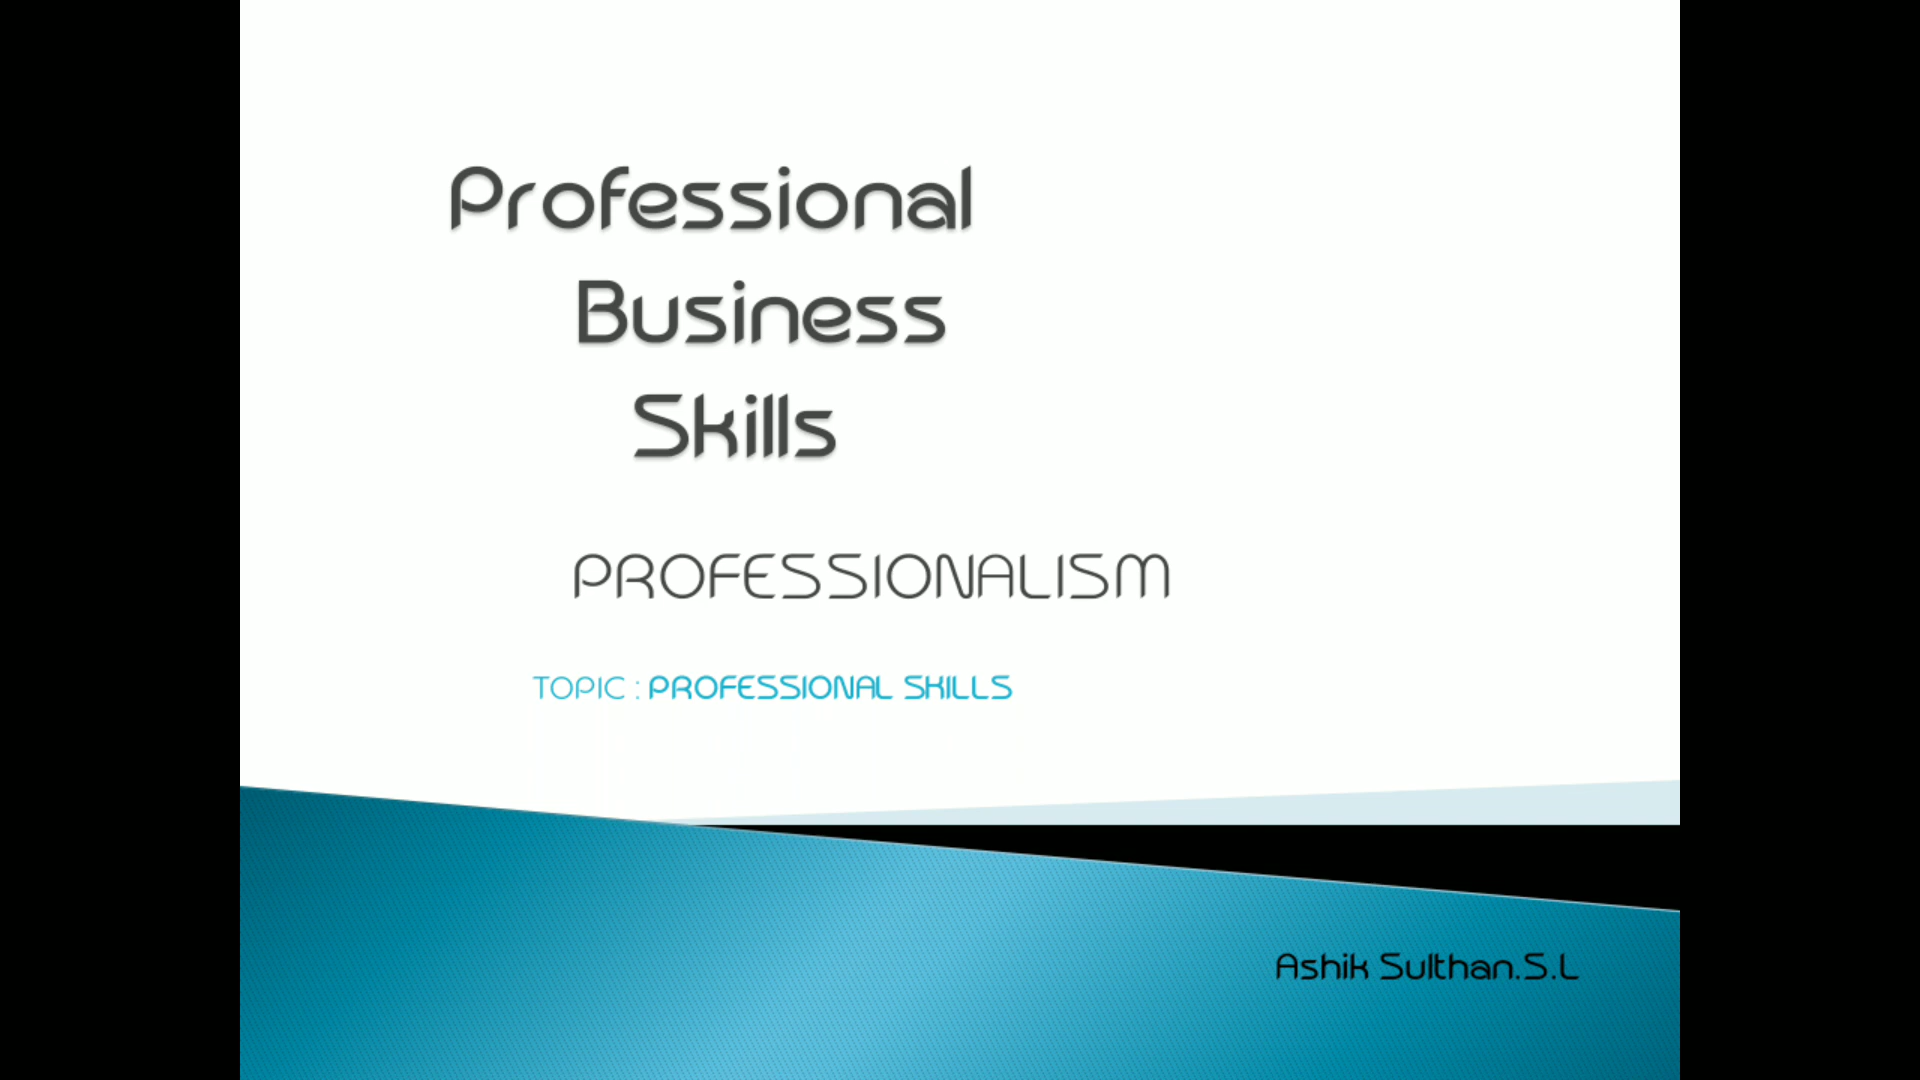 Professional
Business
Skills
PROFESSIONALISM
TOPIC : PROFESSIONAL SKILLS
Ashik Sulthan.S.L